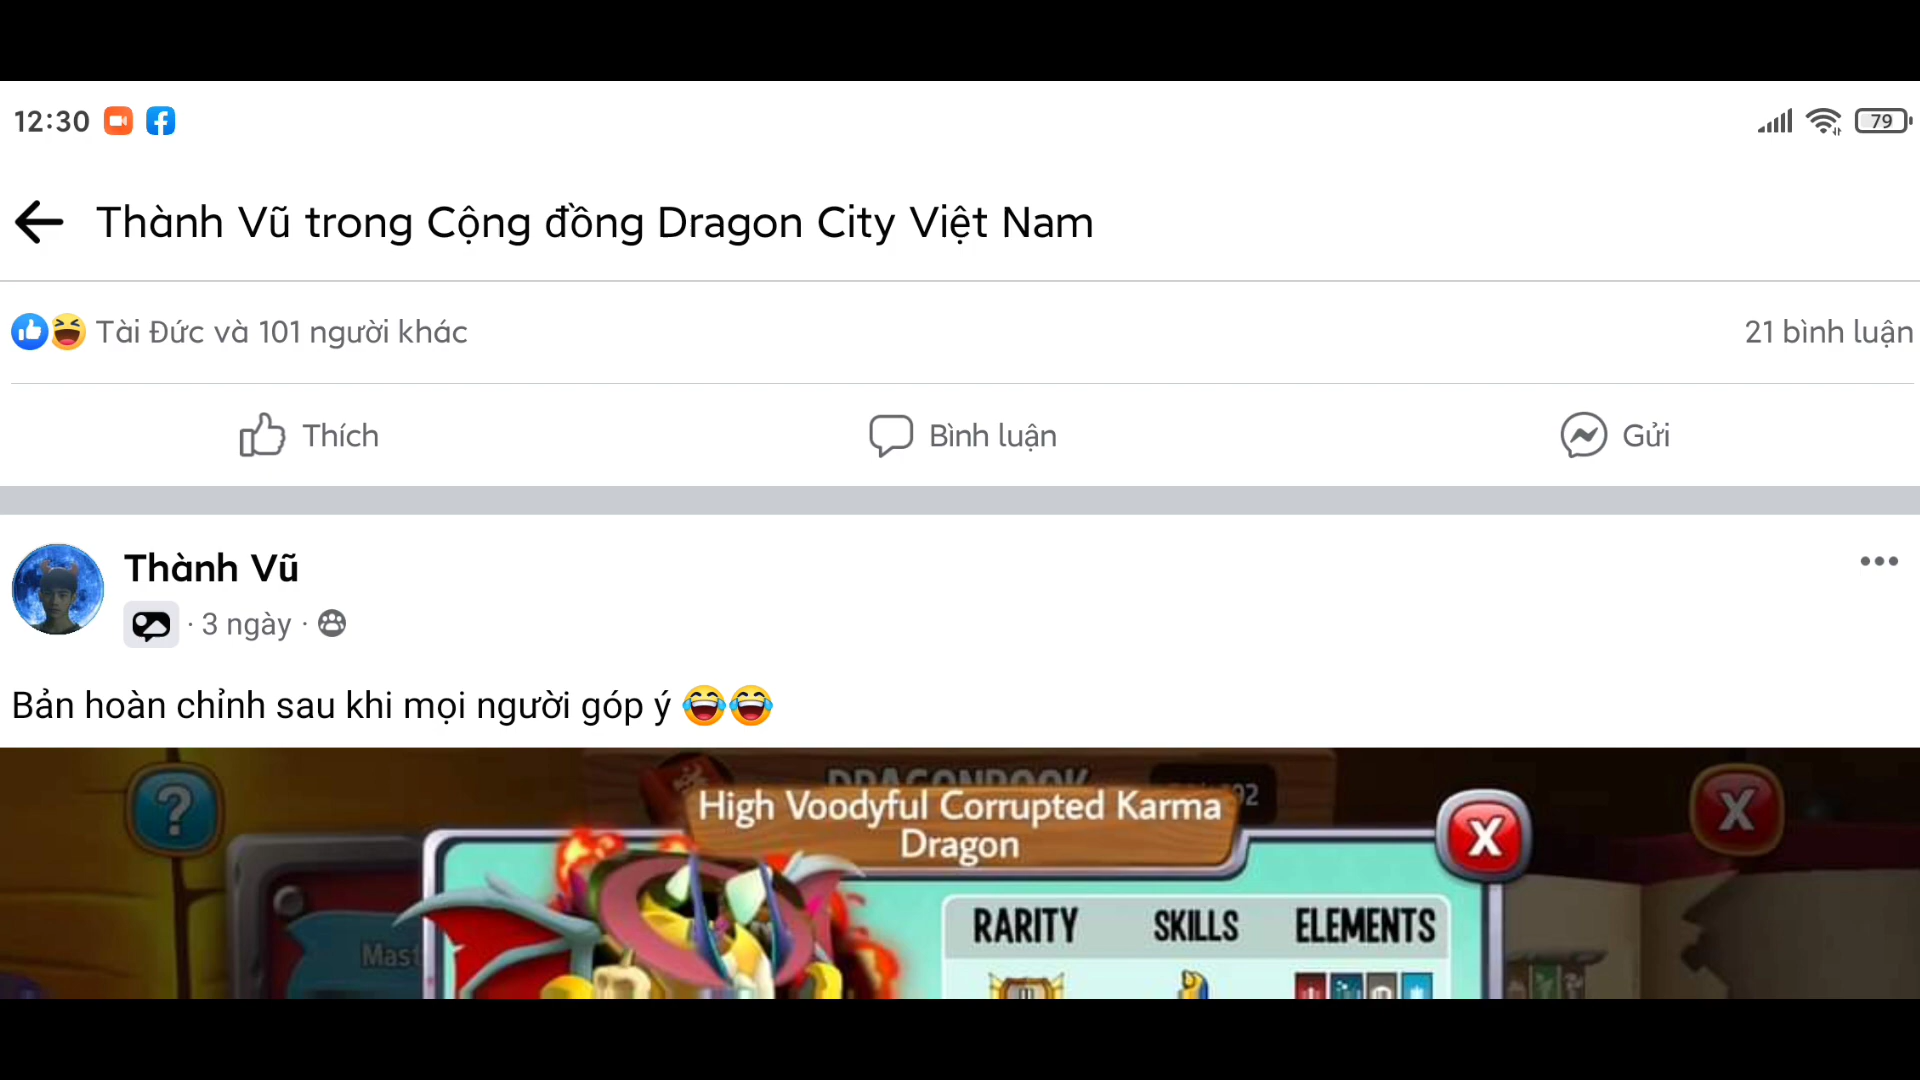 12:30
79
Thành Vũ trong Cộng đồng Dragon City Việt Nam
Tài Đức và 101 người khác
21 bình luận
Thích
Bình luận
Gửi
Thành Vũ
· 3 ngày ·
Bản hoàn chỉnh sau khi mọi người góp ý 😂😂
DRAGONBOOK
High Voodyful Corrupted Karma
Dragon
RARITY SKILLS ELEMENTS